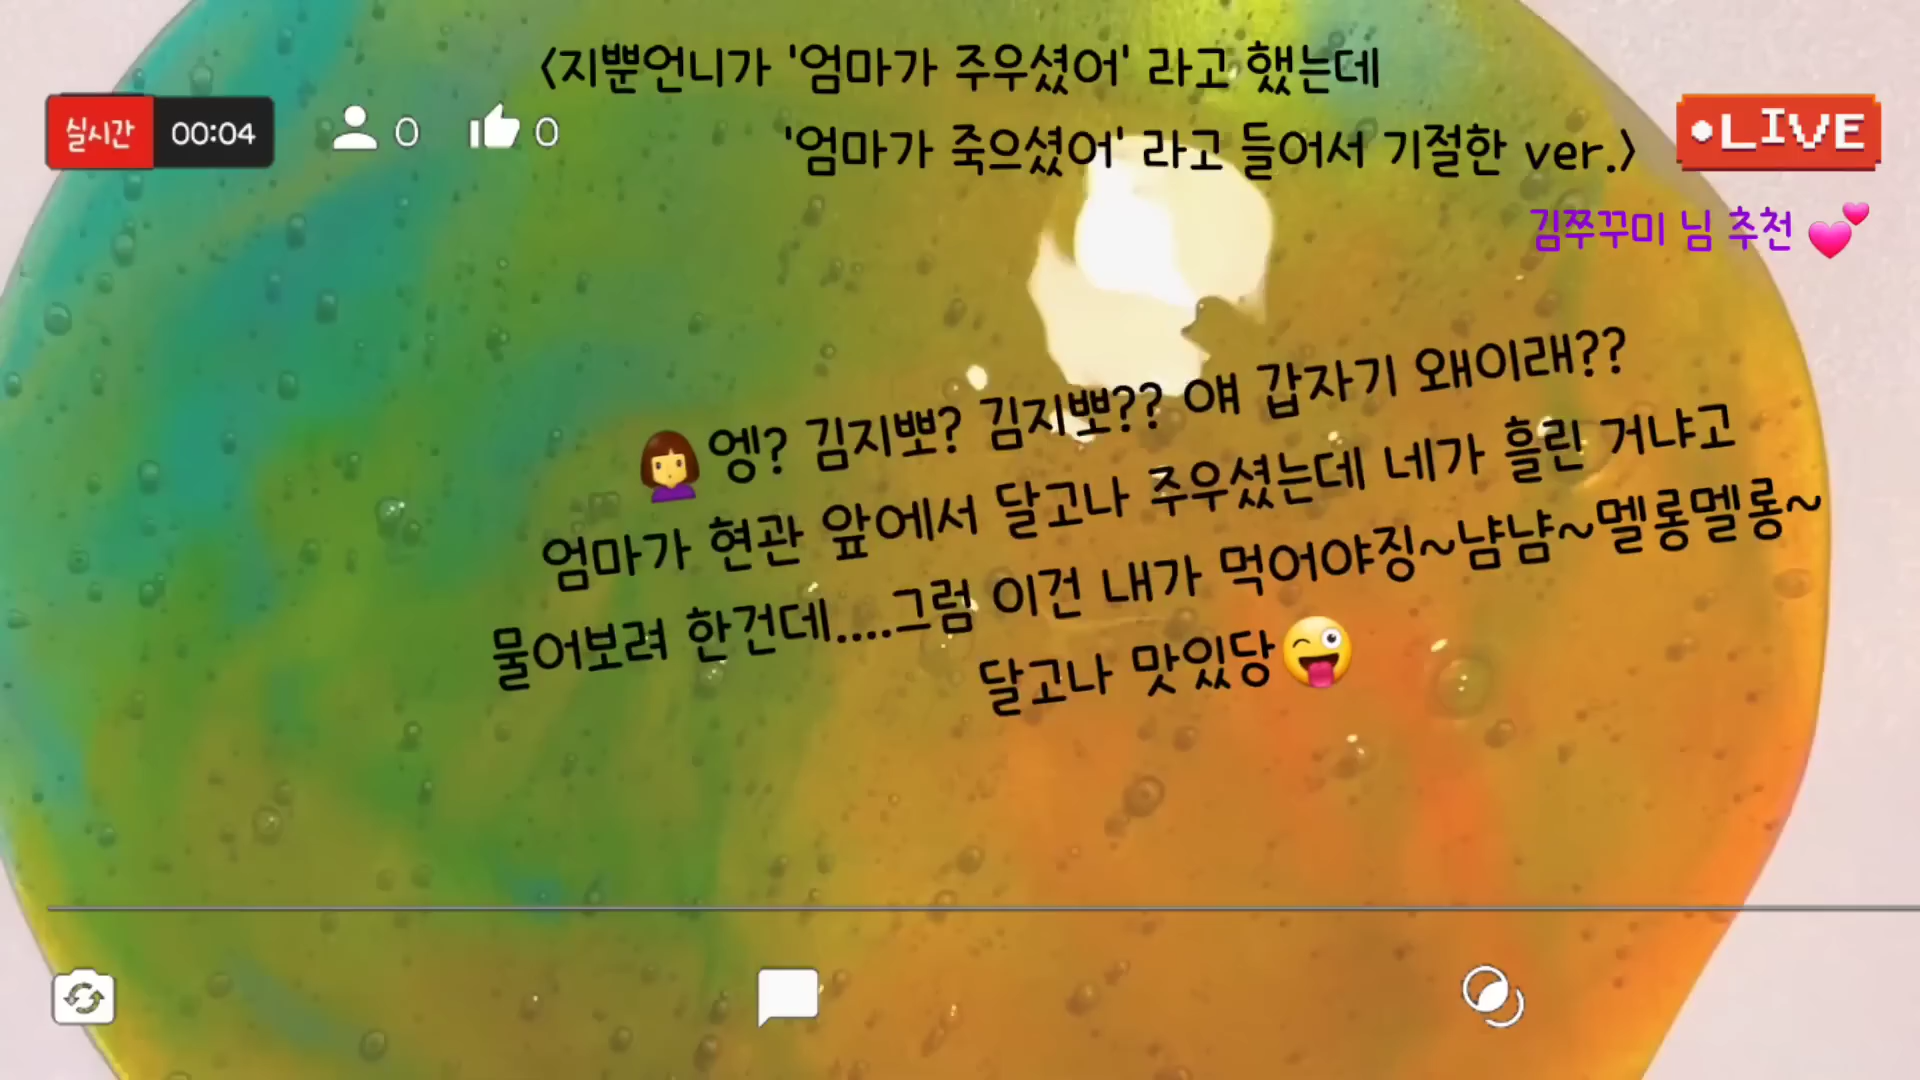 <지뿐언니가 '엄마가 주우셨어' 라고 했는데
'엄마가 죽으셨어' 라고 들어서 기절한 ver.>
실시간 00:04 0 0
LIVE
김쭈꾸미 님 추천 💕
🙎‍♀️엥? 김지뽀? 김지뽀?? 얘 갑자기 왜이래??
엄마가 현관 앞에서 달고나 주우셨는데 네가 흘린 거냐고
물어보려 한건데....그럼 이건 내가 먹어야징~냠냠~멜롱멜롱~
달고나 맛있당😜